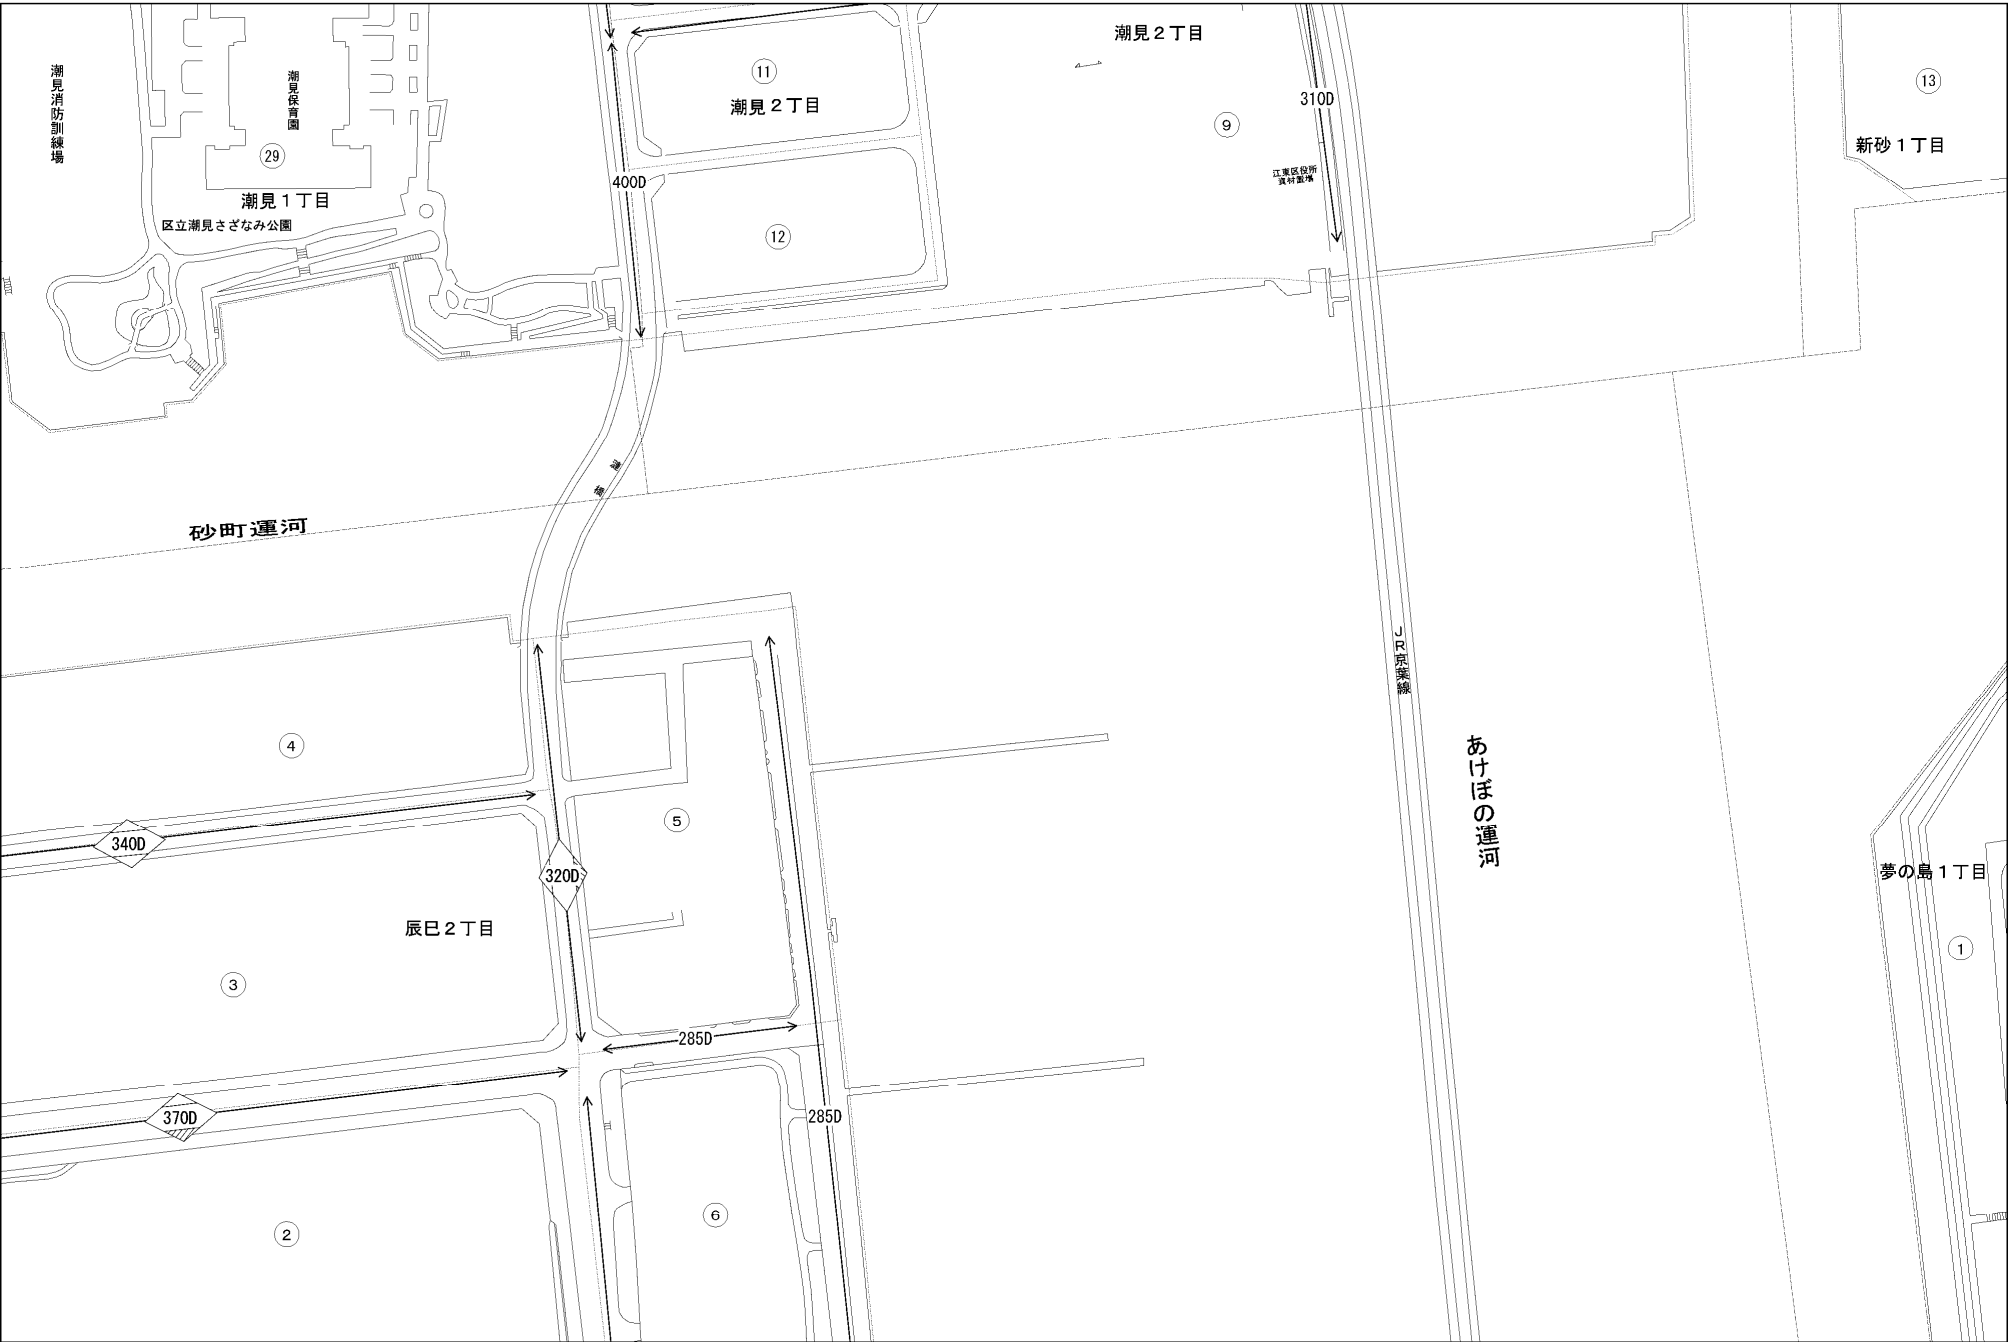 潮見2丁目
潮見消防訓練場
潮見保育園
11
13
310D
潮見2丁目
9
新砂1丁目
29
江東区役所
資材置場
400D
潮見1丁目
区立潮見さざなみ公園
12
漣橋
砂町運河
JR京葉線
4
あけぼの運河
5
340D
320D
夢の島1丁目
辰巳2丁目
1
3
285D
370D
285D
6
2